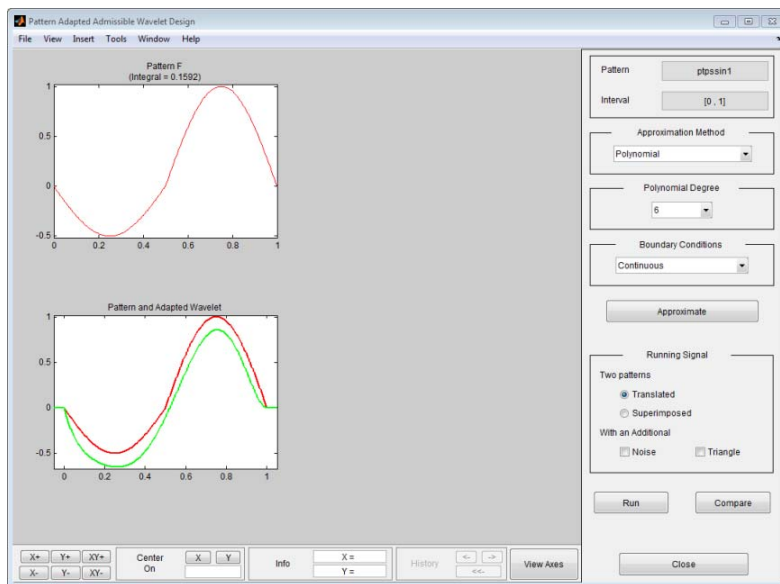 Pattern Adapted Admissible Wavelet Design
File View Insert Tools Window Help
Pattern F
(Integral = 0.1592)
1
0.5
0
-0.5
0 0.2 0.4 0.6 0.8 1
Pattern and Adapted Wavelet
1
0.5
0
-0.5
0 0.2 0.4 0.6 0.8 1
Pattern ptpssin1
Interval [0 , 1]
Approximation Method
Polynomial
Polynomial Degree
6
Boundary Conditions
Continuous
Approximate
Running Signal
Two patterns
Translated
Superimposed
With an Additional
Noise Triangle
Run Compare
Close
X+ Y+ XY+
X- Y- XY-
Center
On
X Y
Info
X =
Y =
History
<- ->
<<-
View Axes